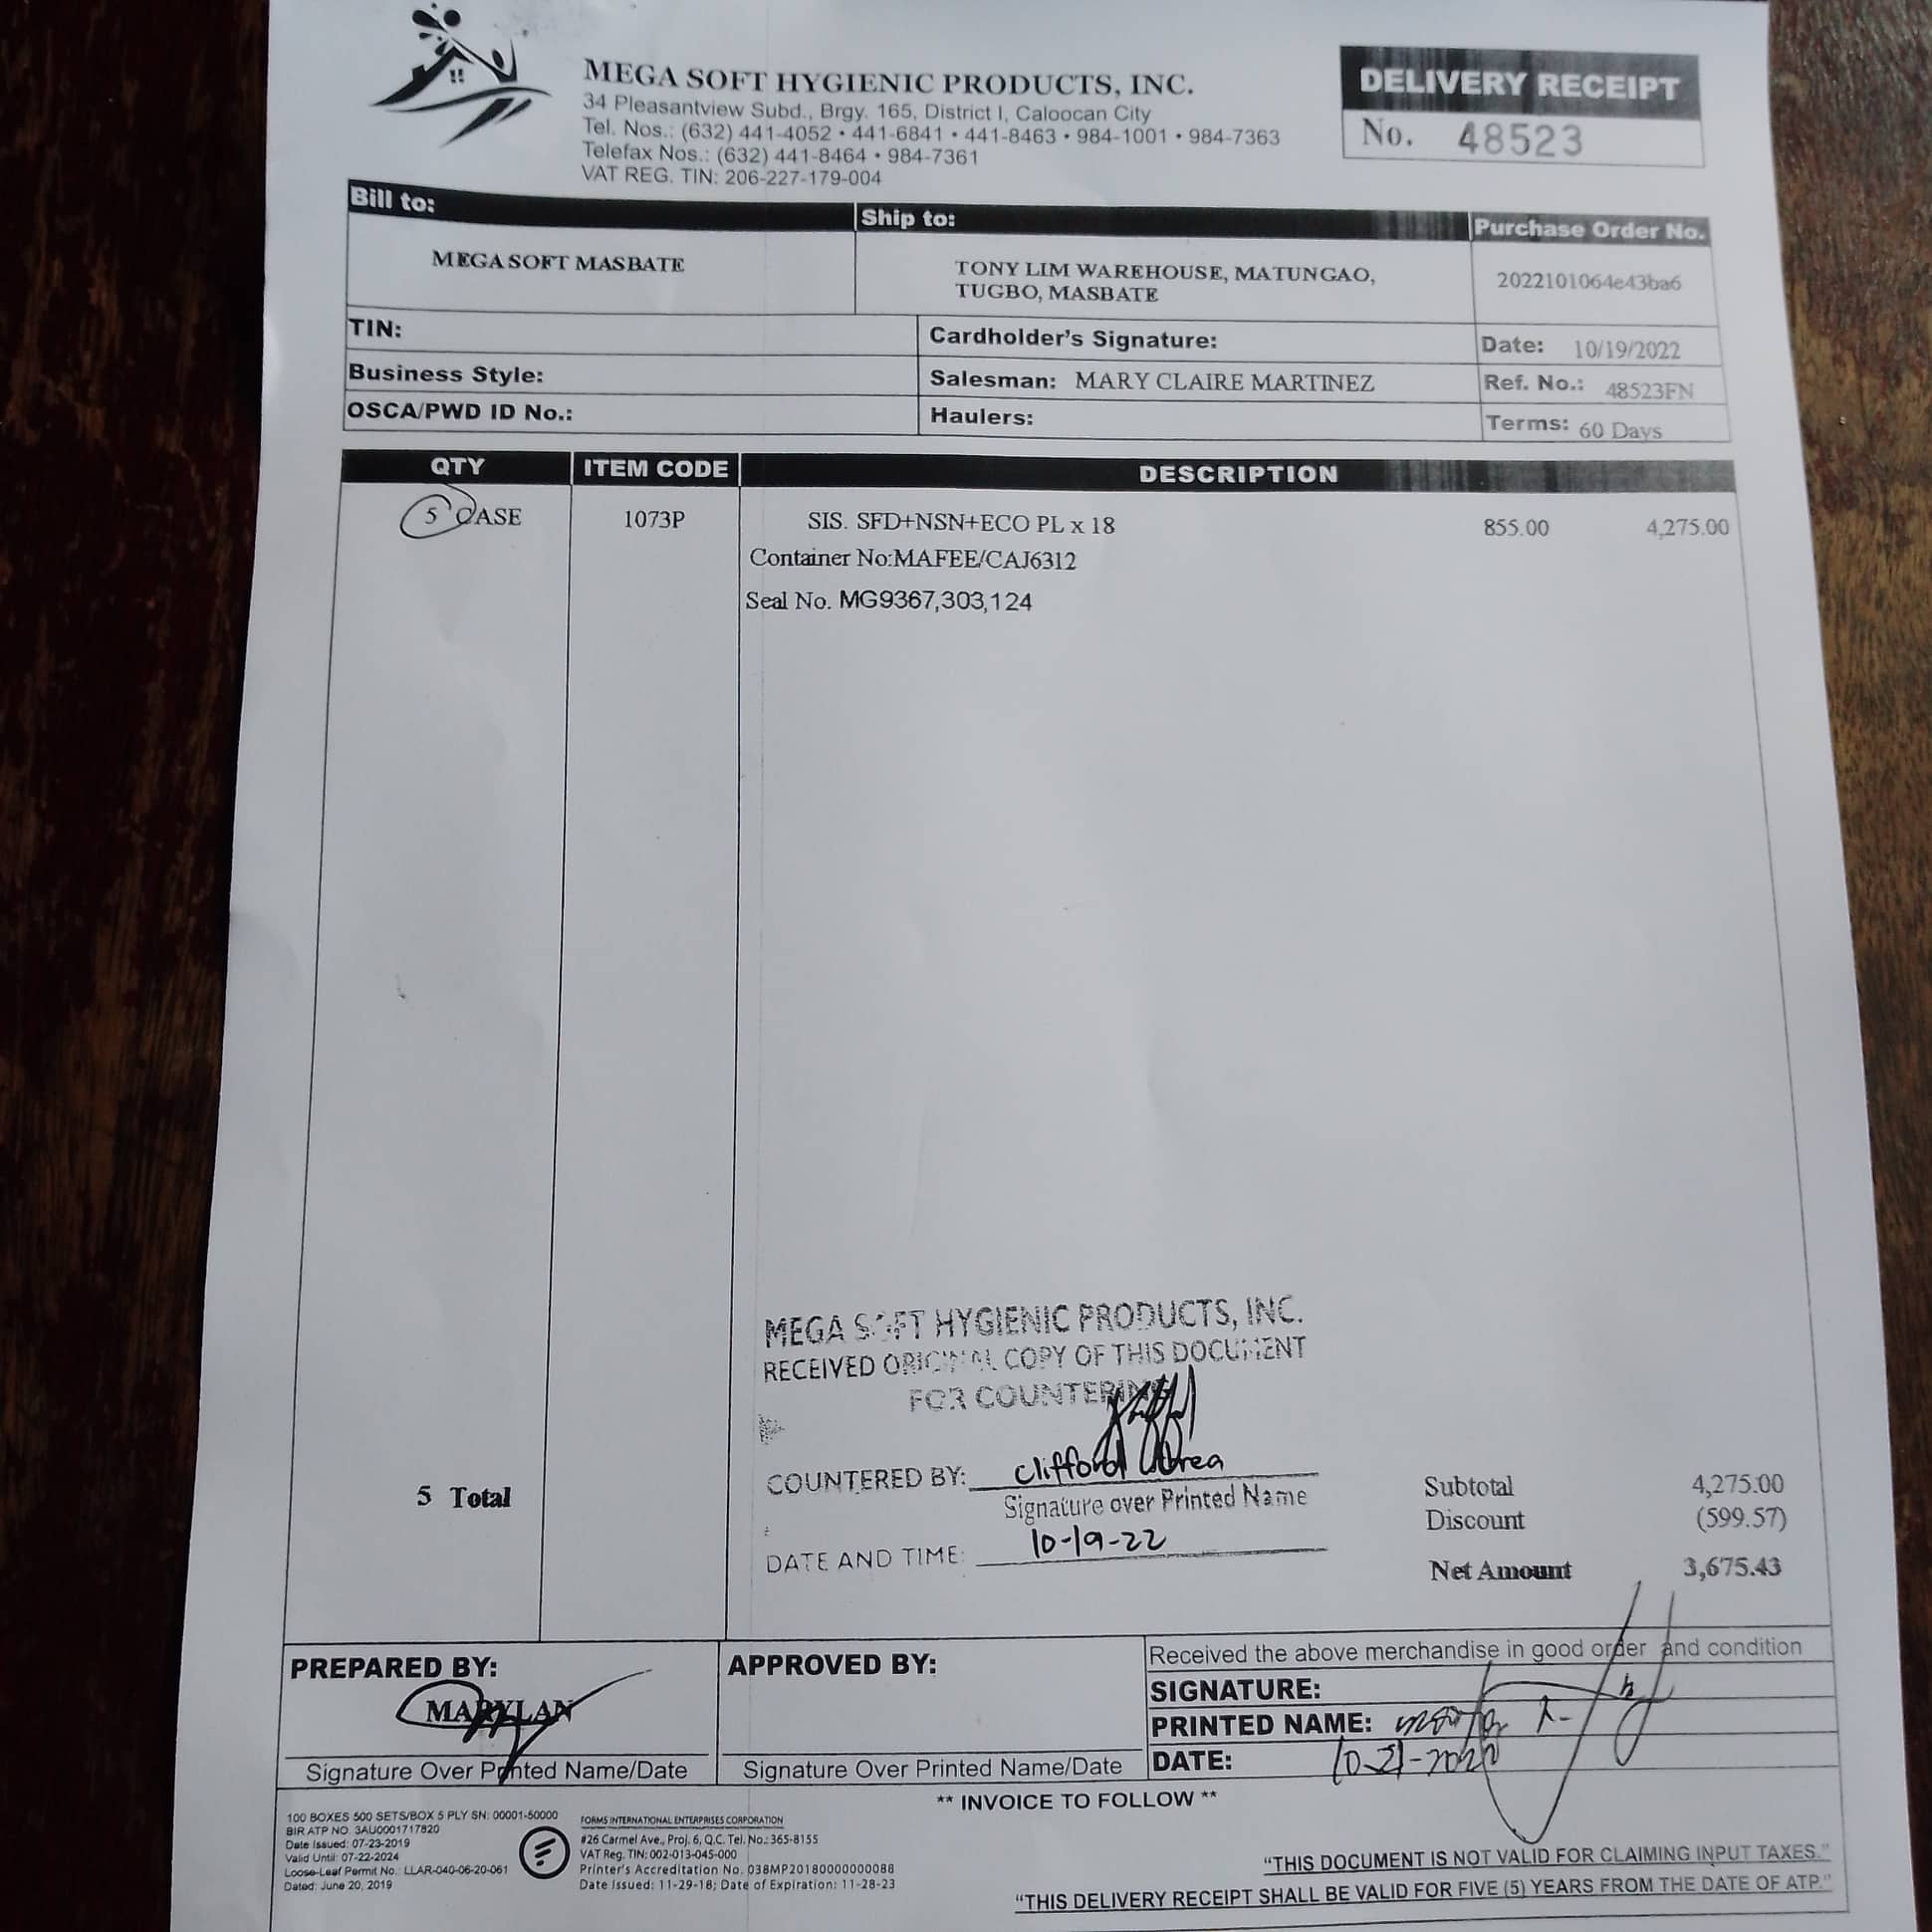 MEGA SOFT HYGIENIC PRODUCTS, INC.
34 Pleasantview Subd., Brgy. 165, District I, Caloocan City
Tel. Nos.: (632) 441-4052 • 441-6841 • 441-8463 • 984-1001 • 984-7363
Telefax Nos.: (632) 441-8464 • 984-7361
VAT REG. TIN: 206-227-179-004
DELIVERY RECEIPT
No. 48523
Bill to: Ship to: Purchase Order No.
MEGASOFT MASBATE
TONY LIM WAREHOUSE, MATUNGAO,
TUGBO, MASBATE
2022101064e43ba6
TIN: Cardholder's Signature: Date: 10/19/2022
Business Style: Salesman: MARY CLAIRE MARTINEZ Ref. No.: 48523FN
OSCA/PWD ID No.: Haulers: Terms: 60 Days
QTY ITEM CODE DESCRIPTION
5 CASE 1073P SIS. SFD+NSN+ECO PL x 18 855.00 4,275.00
Container No:MAFEE/CAJ6312
Seal No. MG9367,303,124
MEGA SOFT HYGIENIC PRODUCTS, INC.
RECEIVED ORIGINAL COPY OF THIS DOCUMENT
FOR COUNTERING
COUNTERED BY: Clifford
Signature over Printed Name
DATE AND TIME: 10-19-22
5 Total
Subtotal 4,275.00
Discount (599.57)
Net Amount 3,675.43
PREPARED BY:
MARYLAN
Signature Over Printed Name/Date
APPROVED BY:
Signature Over Printed Name/Date
Received the above merchandise in good order and condition
SIGNATURE:
PRINTED NAME:
DATE: 10-21-2022
** INVOICE TO FOLLOW **
100 BOXES 500 SETS/BOX 5 PLY SN: 00001-50000
BIR ATP NO. 3AU0001717820
Date Issued: 07-23-2019
Valid Until: 07-22-2024
Loose-Leaf Permit No.: LLAR-040-06-20-061
Dated: June 20, 2019
FORMS INTERNATIONAL ENTERPRISES CORPORATION
#26 Carmel Ave., Proj. 6, Q.C. Tel. No.: 365-8155
VAT Reg. TIN: 002-013-045-000
Printer's Accreditation No. 038MP20180000000088
Date Issued: 11-29-18; Date of Expiration: 11-28-23
"THIS DOCUMENT IS NOT VALID FOR CLAIMING INPUT TAXES."
"THIS DELIVERY RECEIPT SHALL BE VALID FOR FIVE (5) YEARS FROM THE DATE OF ATP."